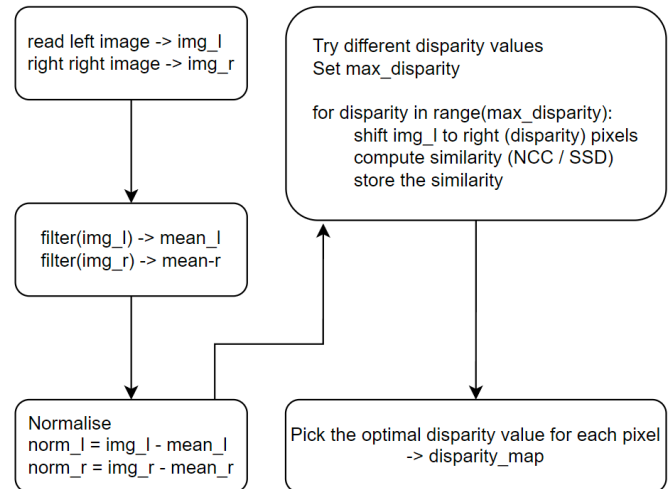 read left image -> img_l
right right image -> img_r
filter(img_l) -> mean_l
filter(img_r) -> mean-r
Normalise
norm_l = img_l - mean_l
norm_r = img_r - mean_r
Try different disparity values
Set max_disparity
for disparity in range(max_disparity):
shift img_l to right (disparity) pixels
compute similarity (NCC / SSD)
store the similarity
Pick the optimal disparity value for each pixel
-> disparity_map